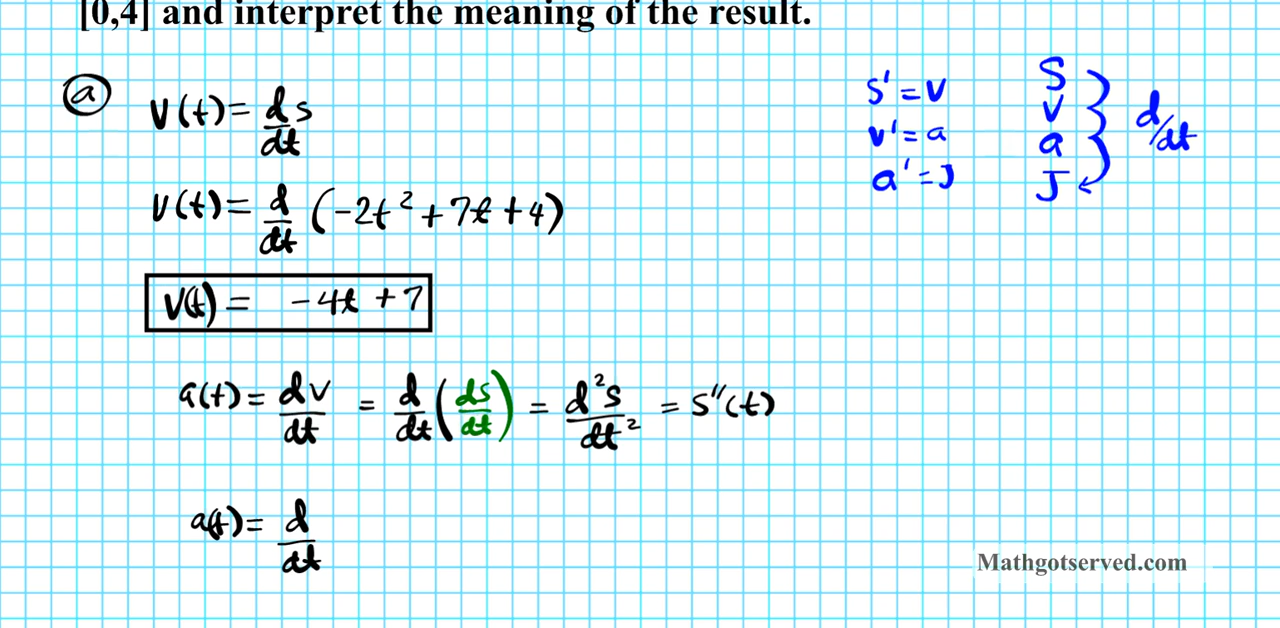 [0,4] and interpret the meaning of the result.
(a) V(t) = ds/dt
V(t) = d/dt (-2t² + 7t + 4)
V(t) = -4t + 7
a(t) = dv/dt = d/dt (ds/dt) = d²s/dt² = s''(t)
a(t) = d/dt
s' = v
v' = a
a' = J
S
V
a
J
d/dt
Mathgotserved.com